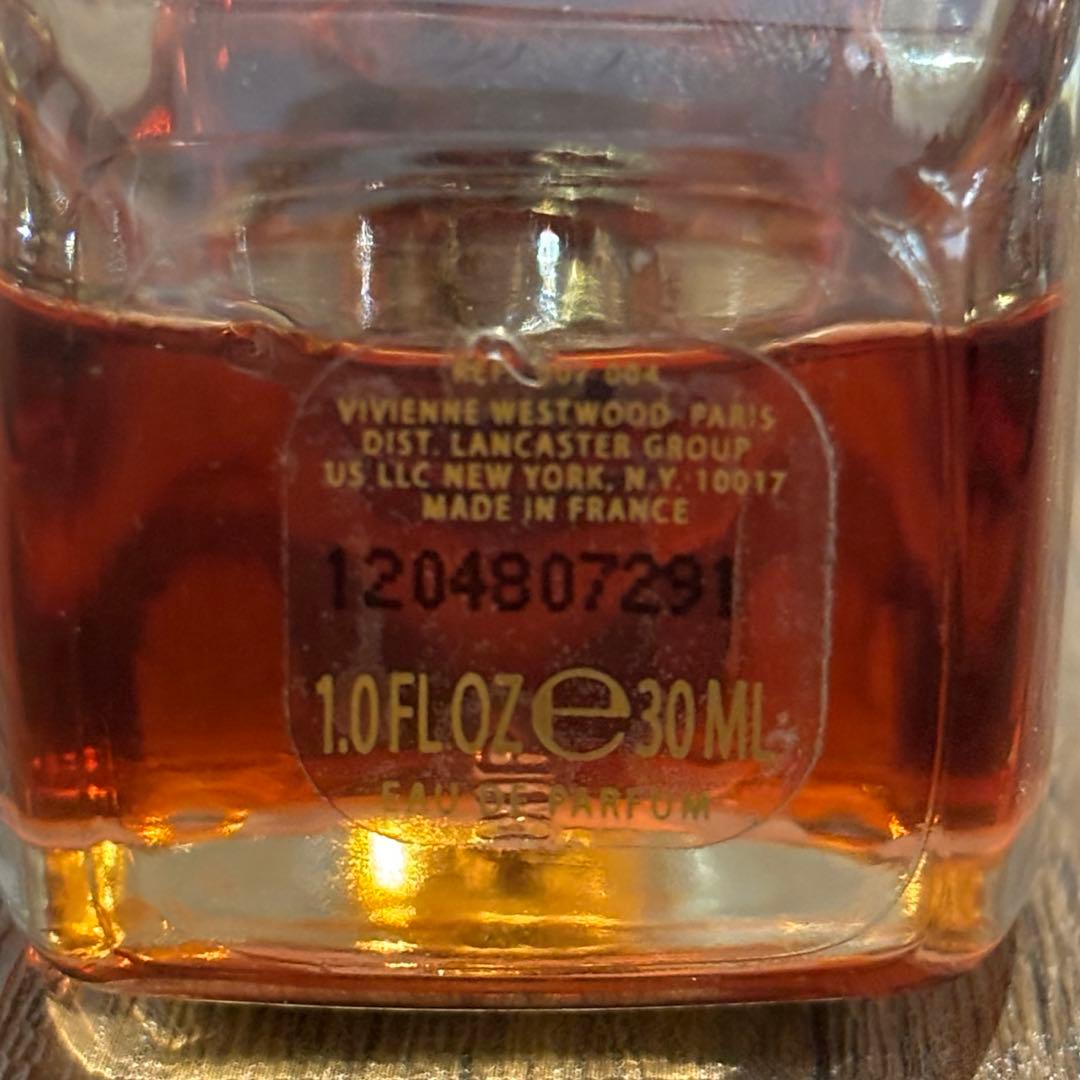 VIVIENNE WESTWOOD PARIS
DIST. LANCASTER GROUP
US LLC NEW YORK, N.Y. 10017
MADE IN FRANCE
1204807291
1.0 FL OZ e 30 ML
EAU DE PARFUM